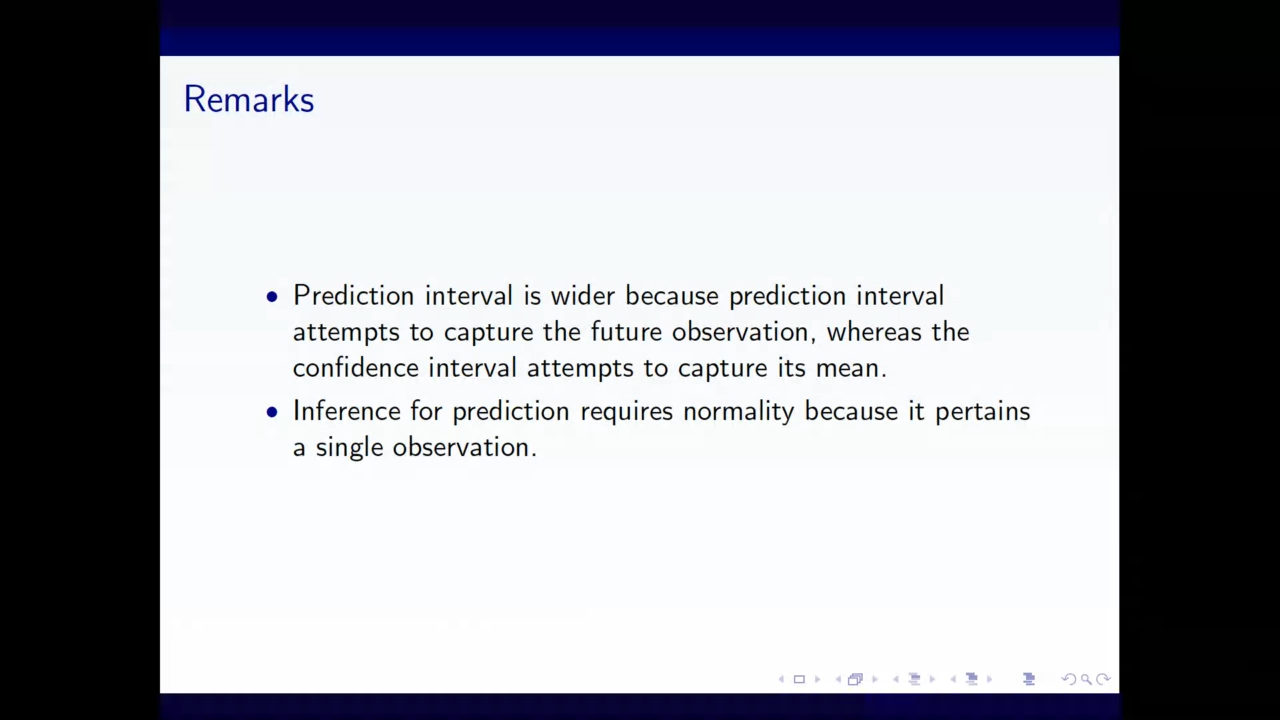 Remarks
• Prediction interval is wider because prediction interval
attempts to capture the future observation, whereas the
confidence interval attempts to capture its mean.
• Inference for prediction requires normality because it pertains
a single observation.